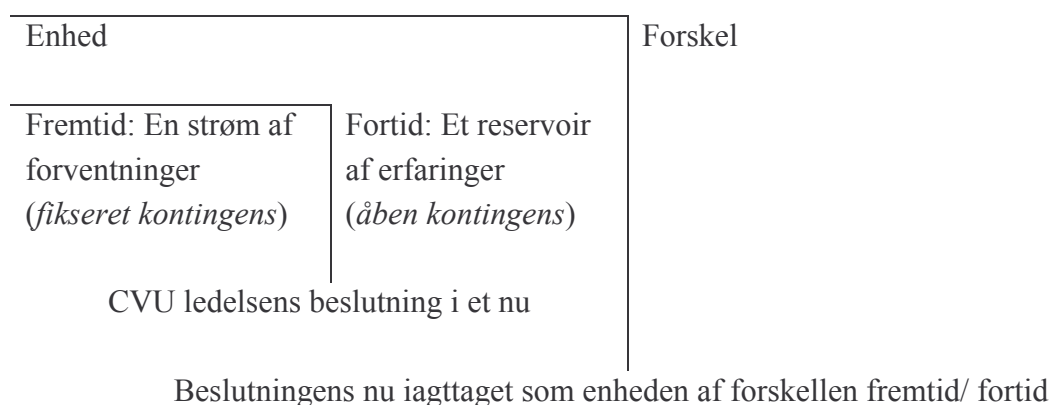 Enhed Forskel
Fremtid: En strøm af Fortid: Et reservoir
forventninger af erfaringer
(fikseret kontingens) (åben kontingens)
CVU ledelsens beslutning i et nu
Beslutningens nu iagttaget som enheden af forskellen fremtid/ fortid